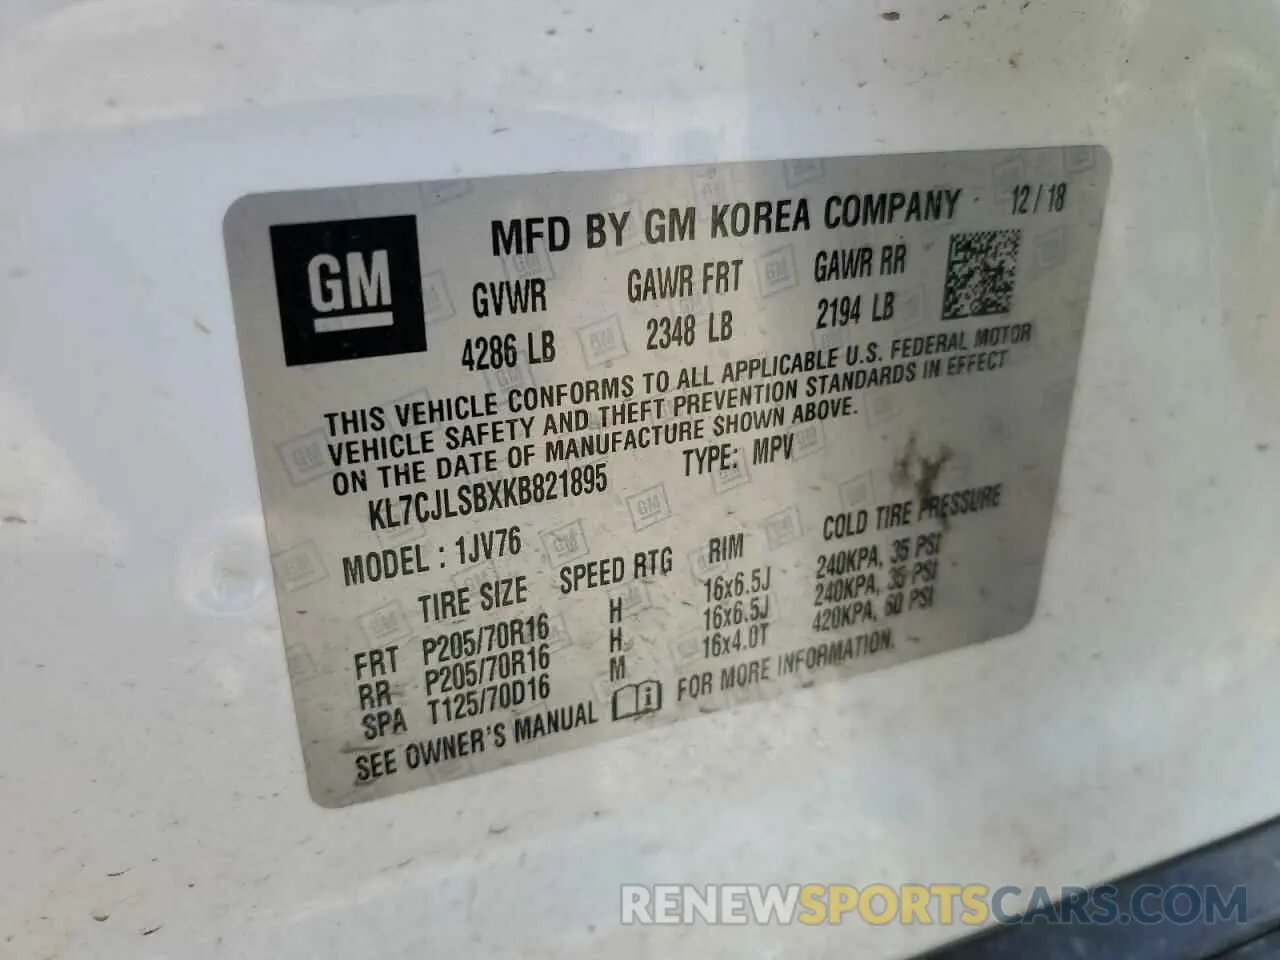 GM
MFD BY GM KOREA COMPANY 12/18
GVWR GAWR FRT GAWR RR
4286 LB 2348 LB 2194 LB
THIS VEHICLE CONFORMS TO ALL APPLICABLE U.S. FEDERAL MOTOR
VEHICLE SAFETY AND THEFT PREVENTION STANDARDS IN EFFECT
ON THE DATE OF MANUFACTURE SHOWN ABOVE.
KL7CJLSBXKB821895 TYPE: MPV
MODEL : 1JV76
TIRE SIZE SPEED RTG RIM COLD TIRE PRESSURE
FRT P205/70R16 H 16x6.5J 240KPA, 35 PSI
RR P205/70R16 H 16x6.5J 240KPA, 35 PSI
SPA T125/70D16 M 16x4.0T 420KPA, 60 PSI
SEE OWNER'S MANUAL FOR MORE INFORMATION.
RENEWSPORTSCARS.COM